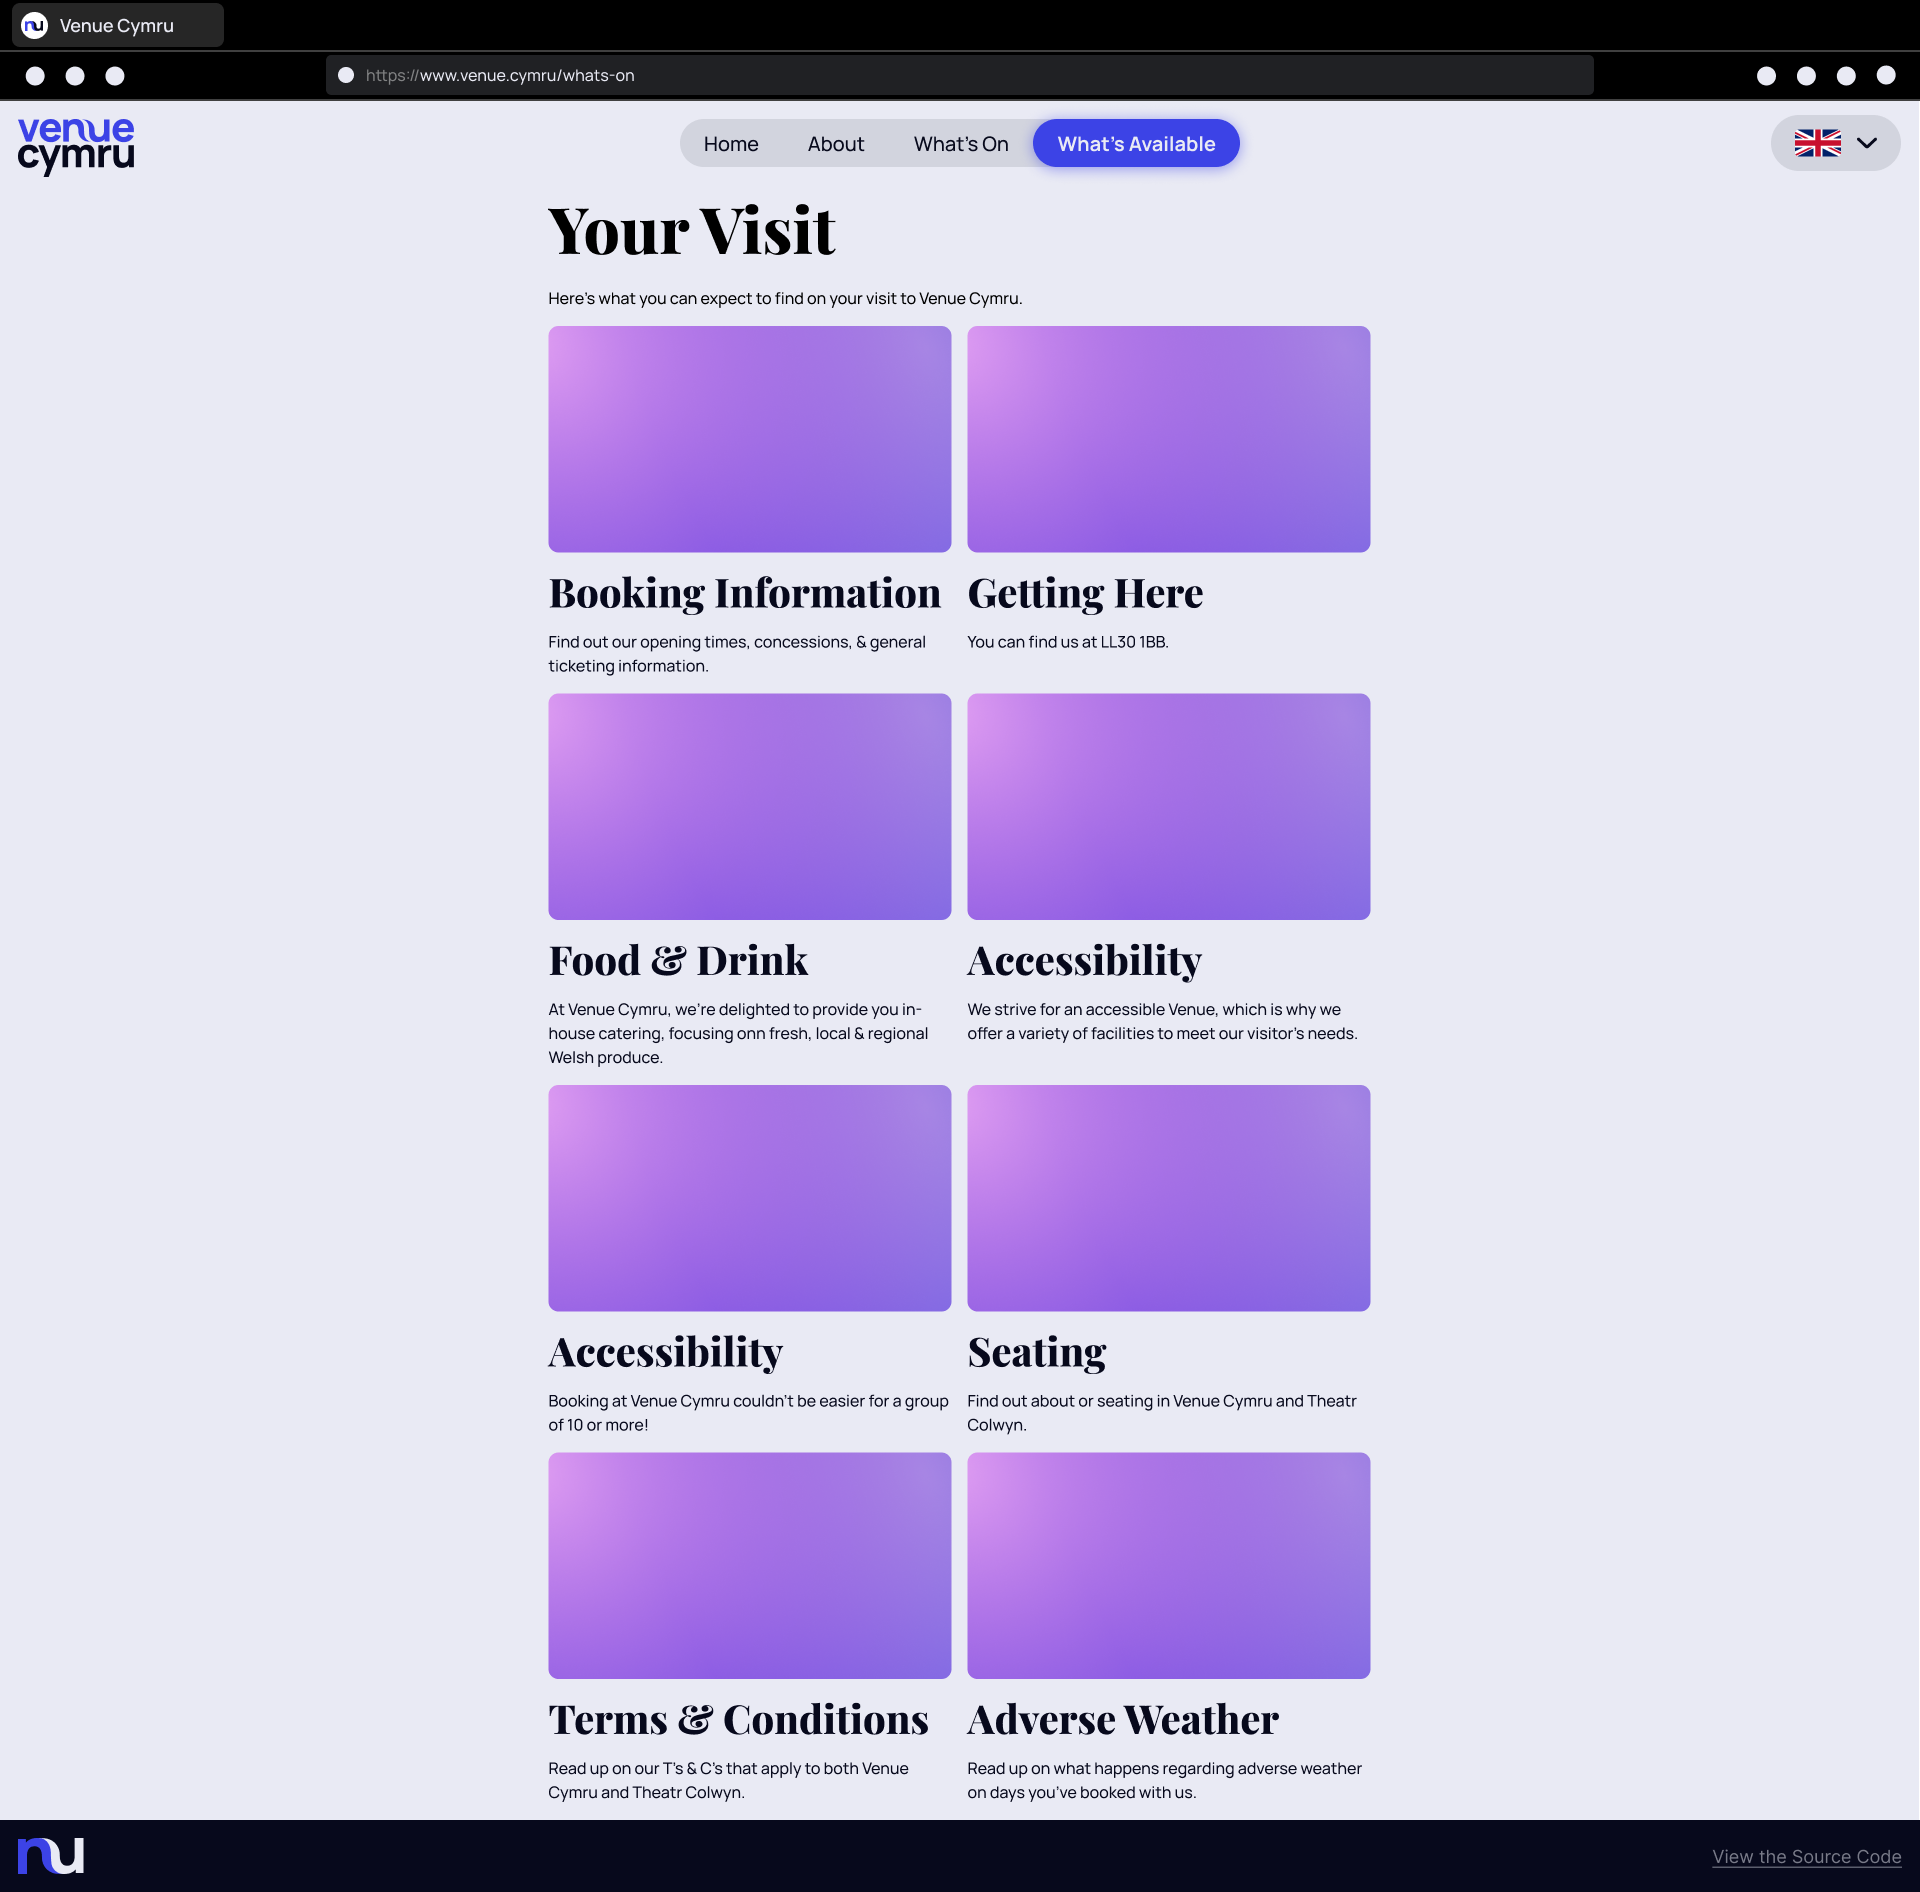 nu Venue Cymru
https://www.venue.cymru/whats-on
venue
cymru
Home About What's On What's Available
Your Visit
Here's what you can expect to find on your visit to Venue Cymru.
Booking Information
Find out our opening times, concessions, & general
ticketing information.
Getting Here
You can find us at LL30 1BB.
Food & Drink
At Venue Cymru, we're delighted to provide you in-
house catering, focusing onn fresh, local & regional
Welsh produce.
Accessibility
We strive for an accessible Venue, which is why we
offer a variety of facilities to meet our visitor's needs.
Accessibility
Booking at Venue Cymru couldn't be easier for a group
of 10 or more!
Seating
Find out about or seating in Venue Cymru and Theatr
Colwyn.
Terms & Conditions
Read up on our T's & C's that apply to both Venue
Cymru and Theatr Colwyn.
Adverse Weather
Read up on what happens regarding adverse weather
on days you've booked with us.
nu
View the Source Code